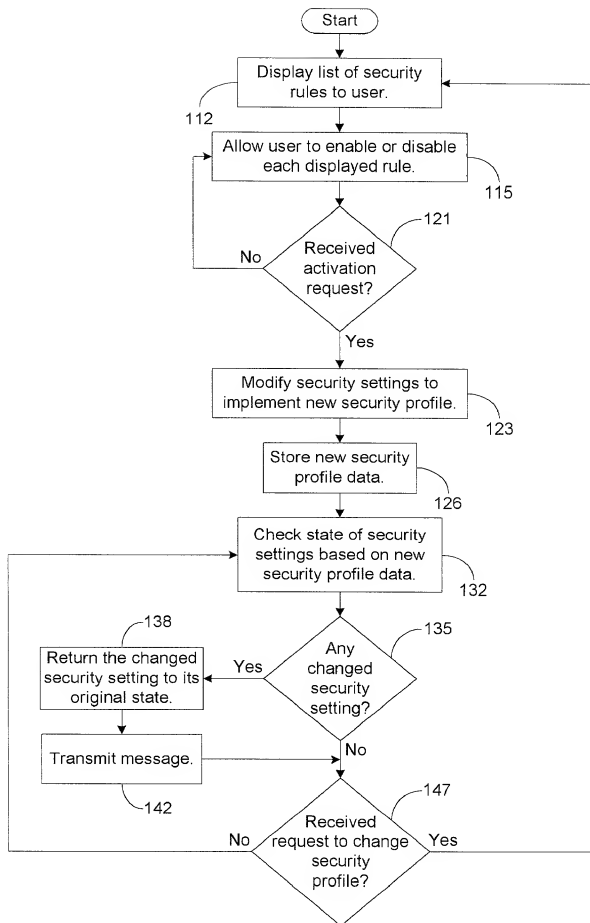 Start
Display list of security
rules to user.
112
Allow user to enable or disable
each displayed rule.
115
121
Received
activation
request?
No
Yes
Modify security settings to
implement new security profile.
123
Store new security
profile data.
126
Check state of security
settings based on new
security profile data.
132
138
135
Return the changed
security setting to its
original state.
Yes
Any
changed
security
setting?
No
Transmit message.
142
147
Received
request to change
security
profile?
No
Yes